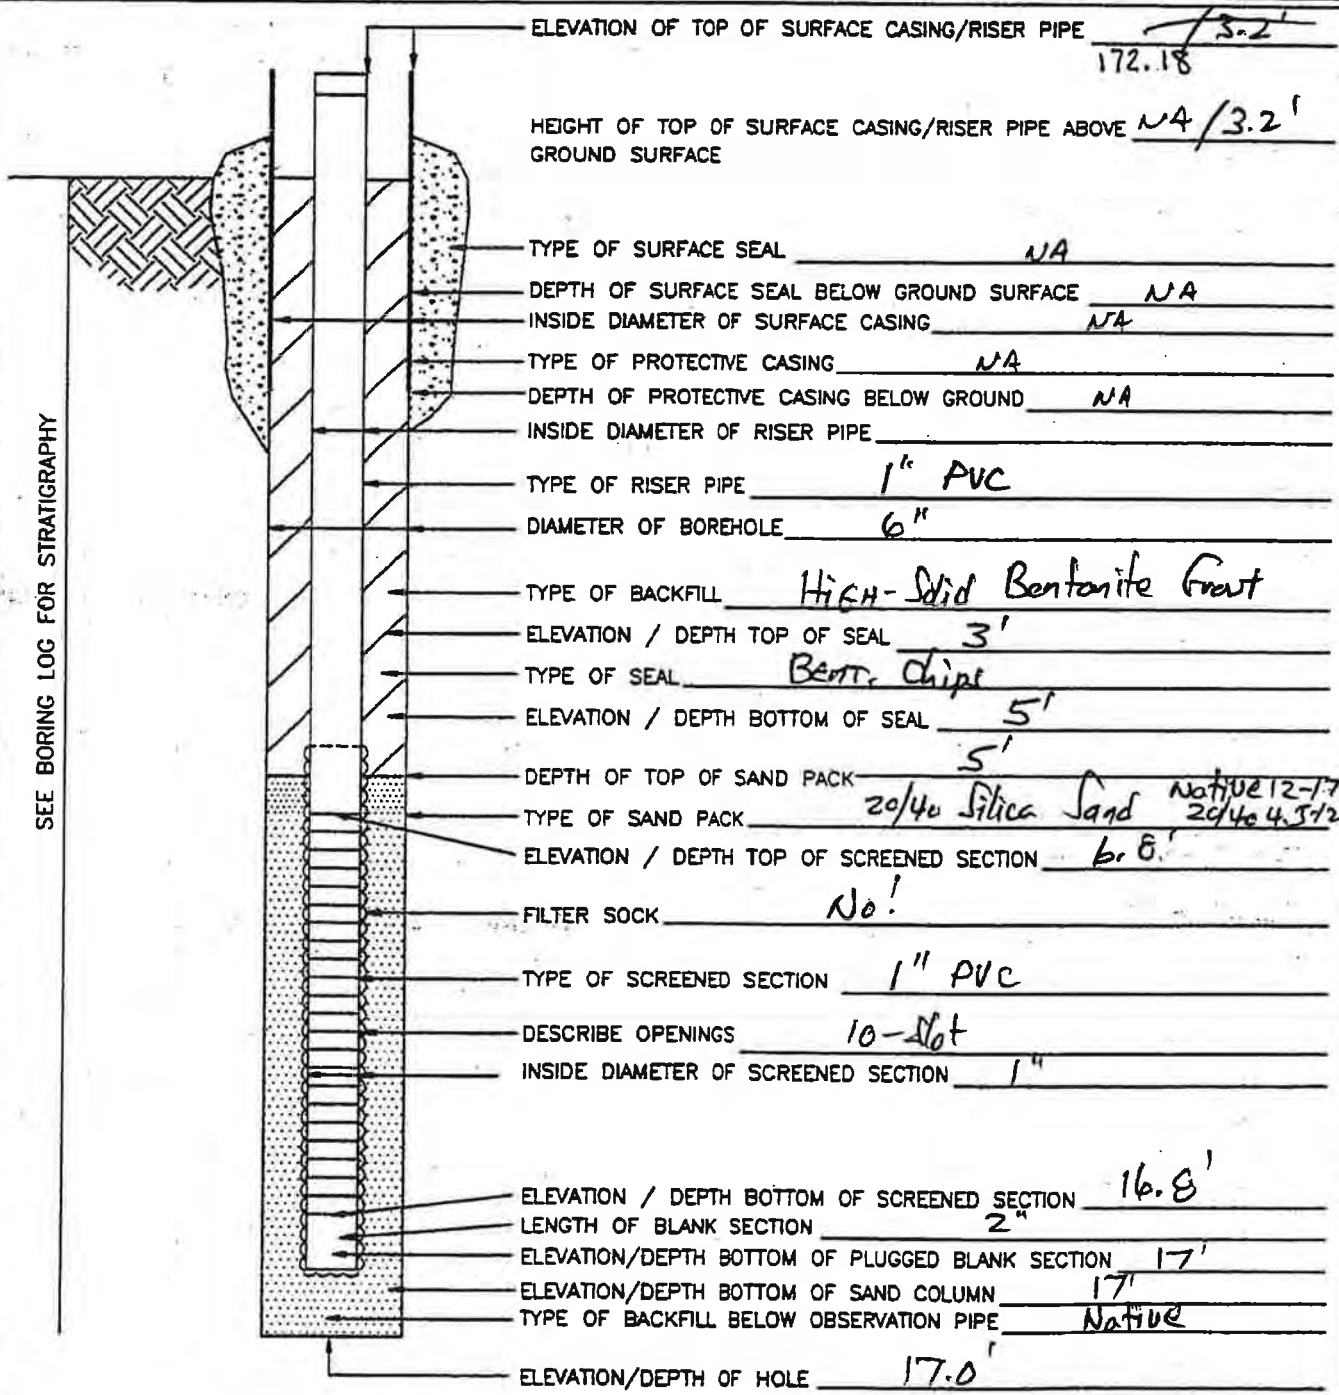 ELEVATION OF TOP OF SURFACE CASING/RISER PIPE /3.2'
172.18
HEIGHT OF TOP OF SURFACE CASING/RISER PIPE ABOVE NA/3.2'
GROUND SURFACE
TYPE OF SURFACE SEAL NA
DEPTH OF SURFACE SEAL BELOW GROUND SURFACE NA
INSIDE DIAMETER OF SURFACE CASING NA
TYPE OF PROTECTIVE CASING NA
DEPTH OF PROTECTIVE CASING BELOW GROUND NA
INSIDE DIAMETER OF RISER PIPE
TYPE OF RISER PIPE 1" PVC
DIAMETER OF BOREHOLE 6"
TYPE OF BACKFILL HIGH-Solid Bentonite Grout
ELEVATION / DEPTH TOP OF SEAL 3'
TYPE OF SEAL Bent. Chips
ELEVATION / DEPTH BOTTOM OF SEAL 5'
DEPTH OF TOP OF SAND PACK 5'
Native 12-17
TYPE OF SAND PACK 20/40 Silica Sand 20/40 4.5-12
ELEVATION / DEPTH TOP OF SCREENED SECTION 6.8'
FILTER SOCK No!
TYPE OF SCREENED SECTION 1" PVC
DESCRIBE OPENINGS 10-Slot
INSIDE DIAMETER OF SCREENED SECTION 1"
ELEVATION / DEPTH BOTTOM OF SCREENED SECTION 16.8'
LENGTH OF BLANK SECTION 2"
ELEVATION/DEPTH BOTTOM OF PLUGGED BLANK SECTION 17'
ELEVATION/DEPTH BOTTOM OF SAND COLUMN 17'
TYPE OF BACKFILL BELOW OBSERVATION PIPE Native
ELEVATION/DEPTH OF HOLE 17.0'
SEE BORING LOG FOR STRATIGRAPHY